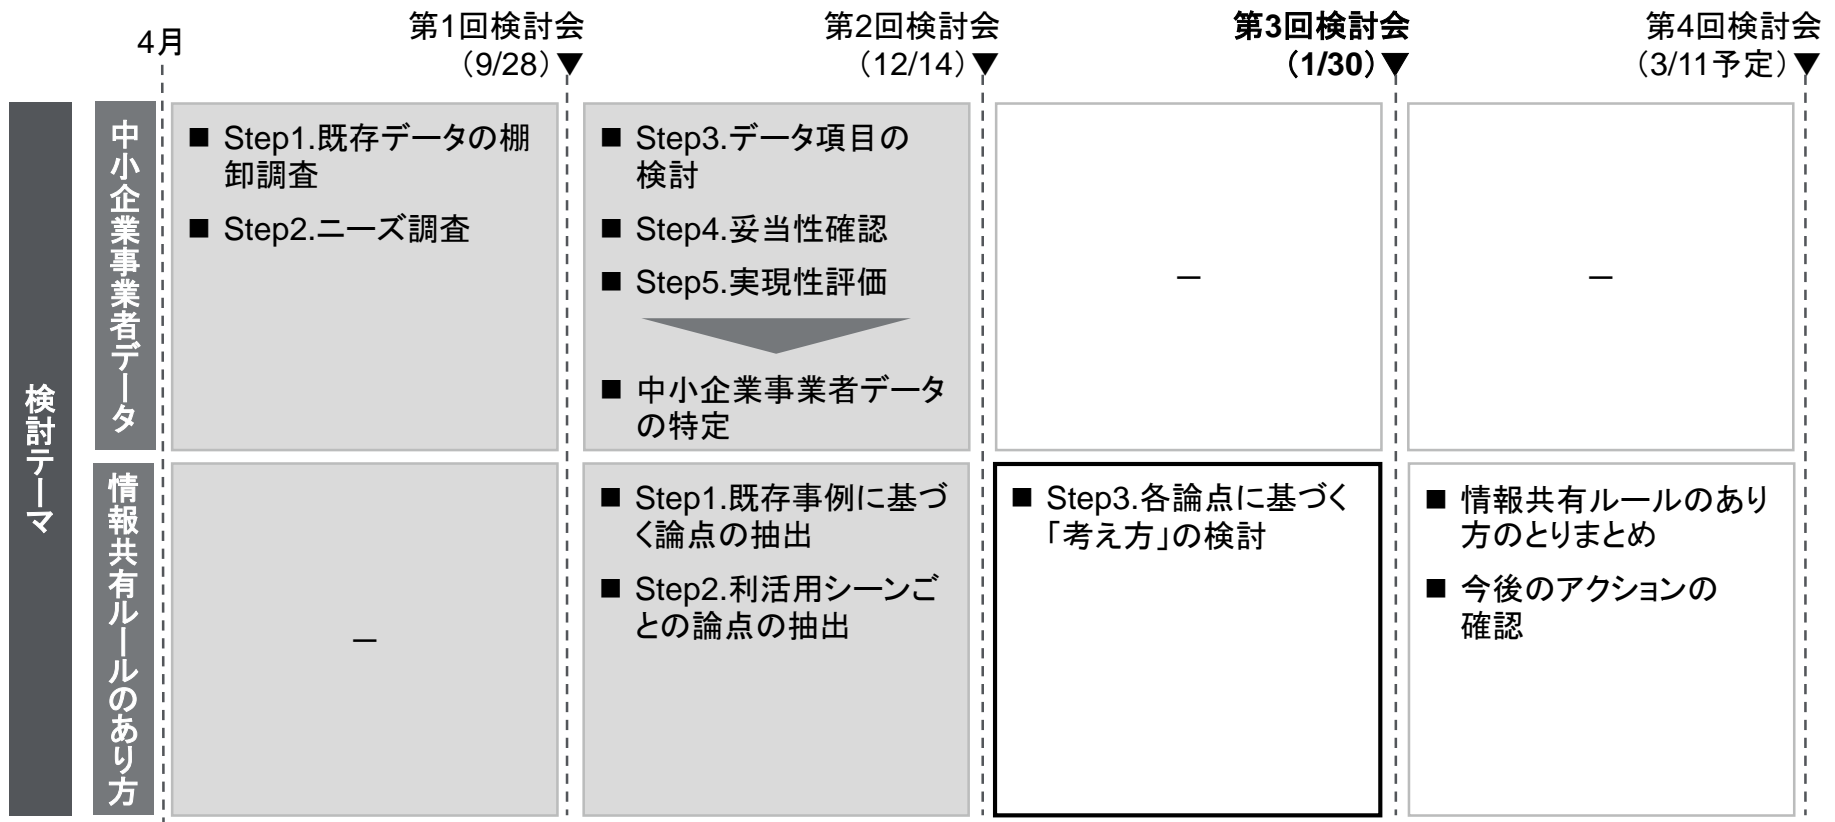 4月
第1回検討会
（9/28）▼
第2回検討会
（12/14）▼
第3回検討会
（1/30）▼
第4回検討会
（3/11予定）▼
検討テーマ
中小企業事業者データ
■ Step1.既存データの棚
卸調査
■ Step2.ニーズ調査
■ Step3.データ項目の
検討
■ Step4.妥当性確認
■ Step5.実現性評価
■ 中小企業事業者データ
の特定
－
－
情報共有ルールのあり方
－
■ Step1.既存事例に基づ
く論点の抽出
■ Step2.利活用シーンご
との論点の抽出
■ Step3.各論点に基づく
「考え方」の検討
■ 情報共有ルールのあり
方のとりまとめ
■ 今後のアクションの
確認